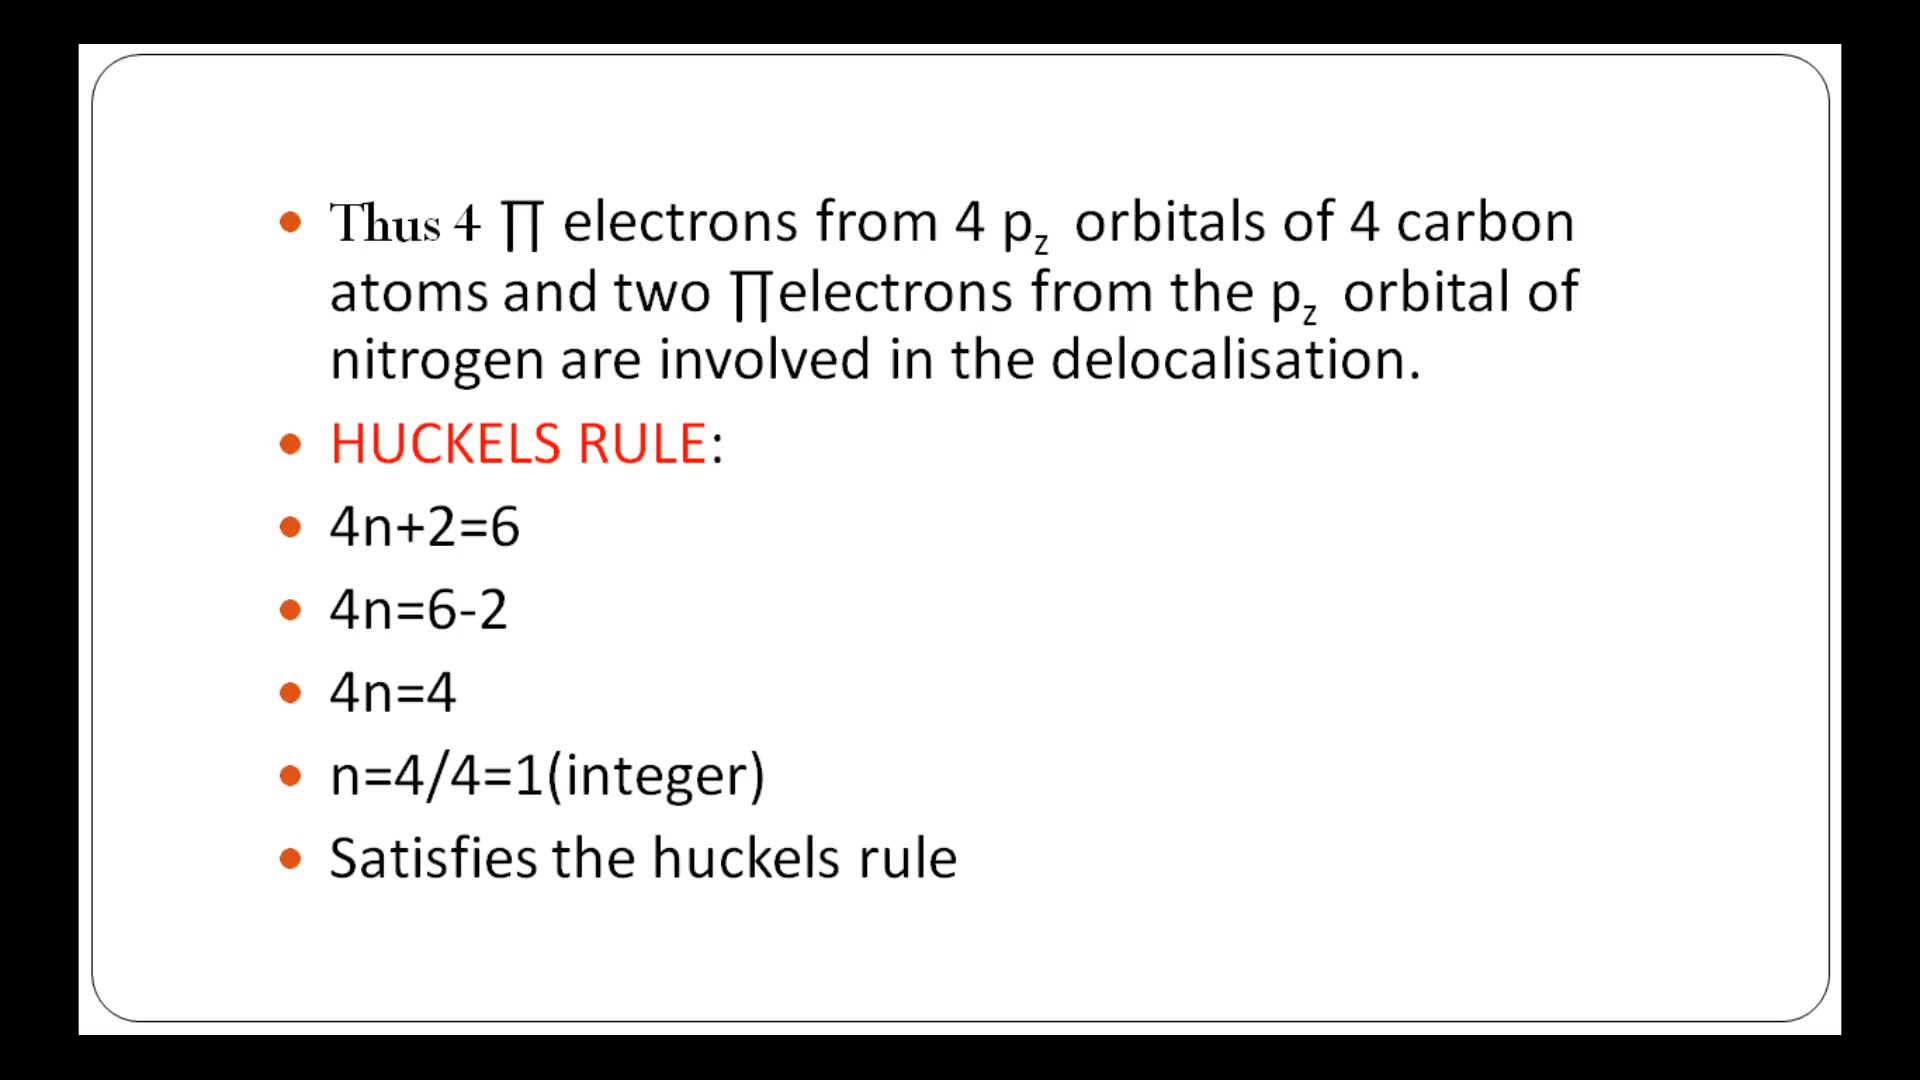 • Thus 4 ∏ electrons from 4 pz orbitals of 4 carbon
atoms and two ∏electrons from the pz orbital of
nitrogen are involved in the delocalisation.
• HUCKELS RULE:
• 4n+2=6
• 4n=6-2
• 4n=4
• n=4/4=1(integer)
• Satisfies the huckels rule